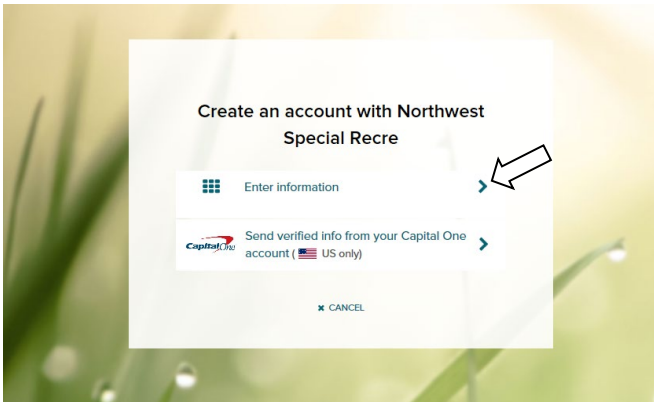 Create an account with Northwest
Special Recre
Enter information
Capital One
Send verified info from your Capital One
account ( US only)
× CANCEL